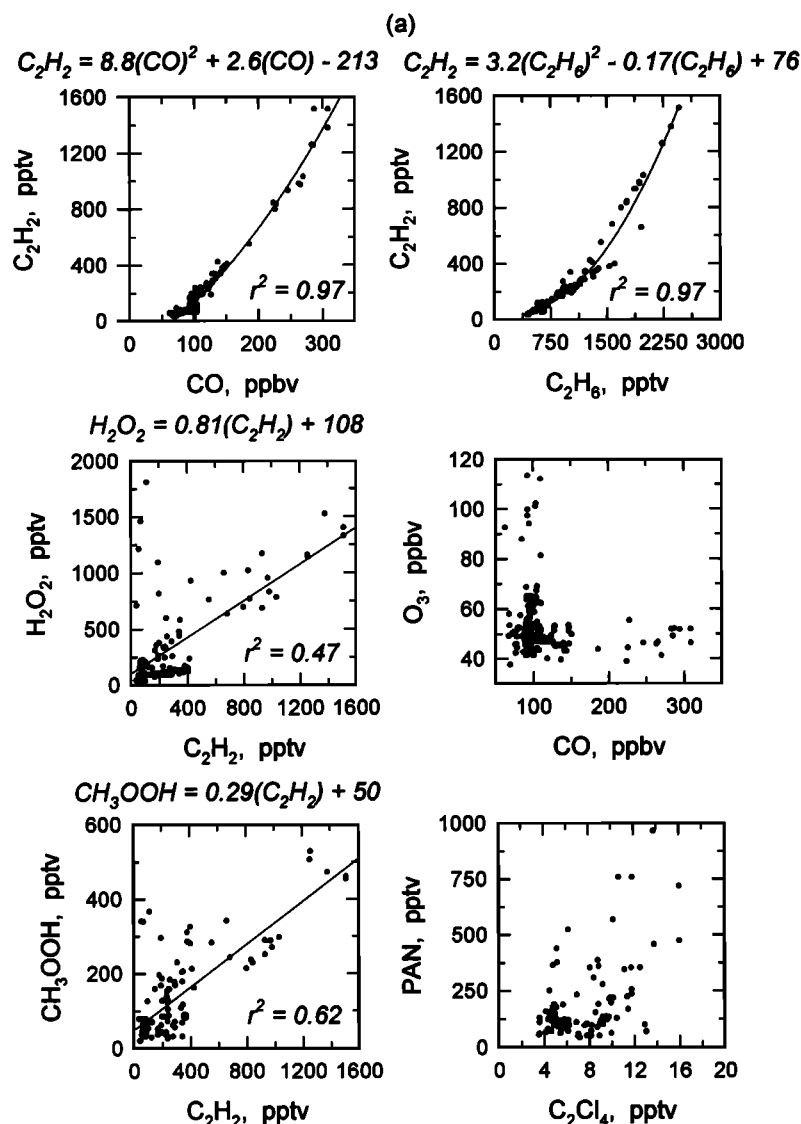 (a)
C₂H₂ = 8.8(CO)² + 2.6(CO) - 213
C₂H₂ = 3.2(C₂H₆)² - 0.17(C₂H₆) + 76
1600
1200
800
400
0
C₂H₂, pptv
r² = 0.97
0
100
200
300
CO, ppbv
1600
1200
800
400
0
C₂H₂, pptv
r² = 0.97
750
1500
2250
3000
C₂H₆, pptv
H₂O₂ = 0.81(C₂H₂) + 108
2000
1500
1000
500
0
H₂O₂, pptv
r² = 0.47
0
400
800
1200
1600
C₂H₂, pptv
120
100
80
60
40
O₃, ppbv
100
200
300
CO, ppbv
CH₃OOH = 0.29(C₂H₂) + 50
600
400
200
0
CH₃OOH, pptv
r² = 0.62
0
400
800
1200
1600
C₂H₂, pptv
1000
750
500
250
0
PAN, pptv
0
4
8
12
16
20
C₂Cl₄, pptv